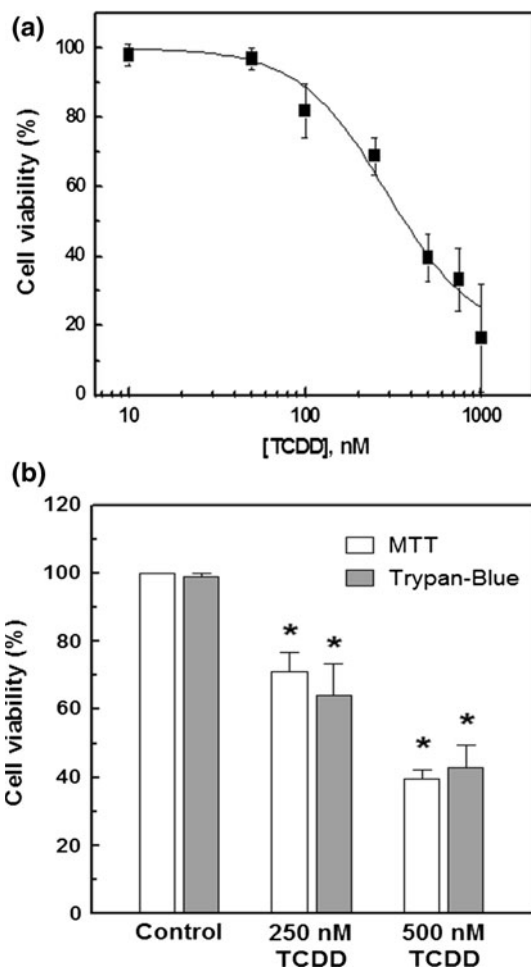 (a)
100
80
60
40
20
0
Cell viability (%)
10
100
1000
[TCDD], nM
(b)
120
100
80
60
40
20
0
Cell viability (%)
MTT
Trypan-Blue
* *
* *
Control
250 nM
TCDD
500 nM
TCDD